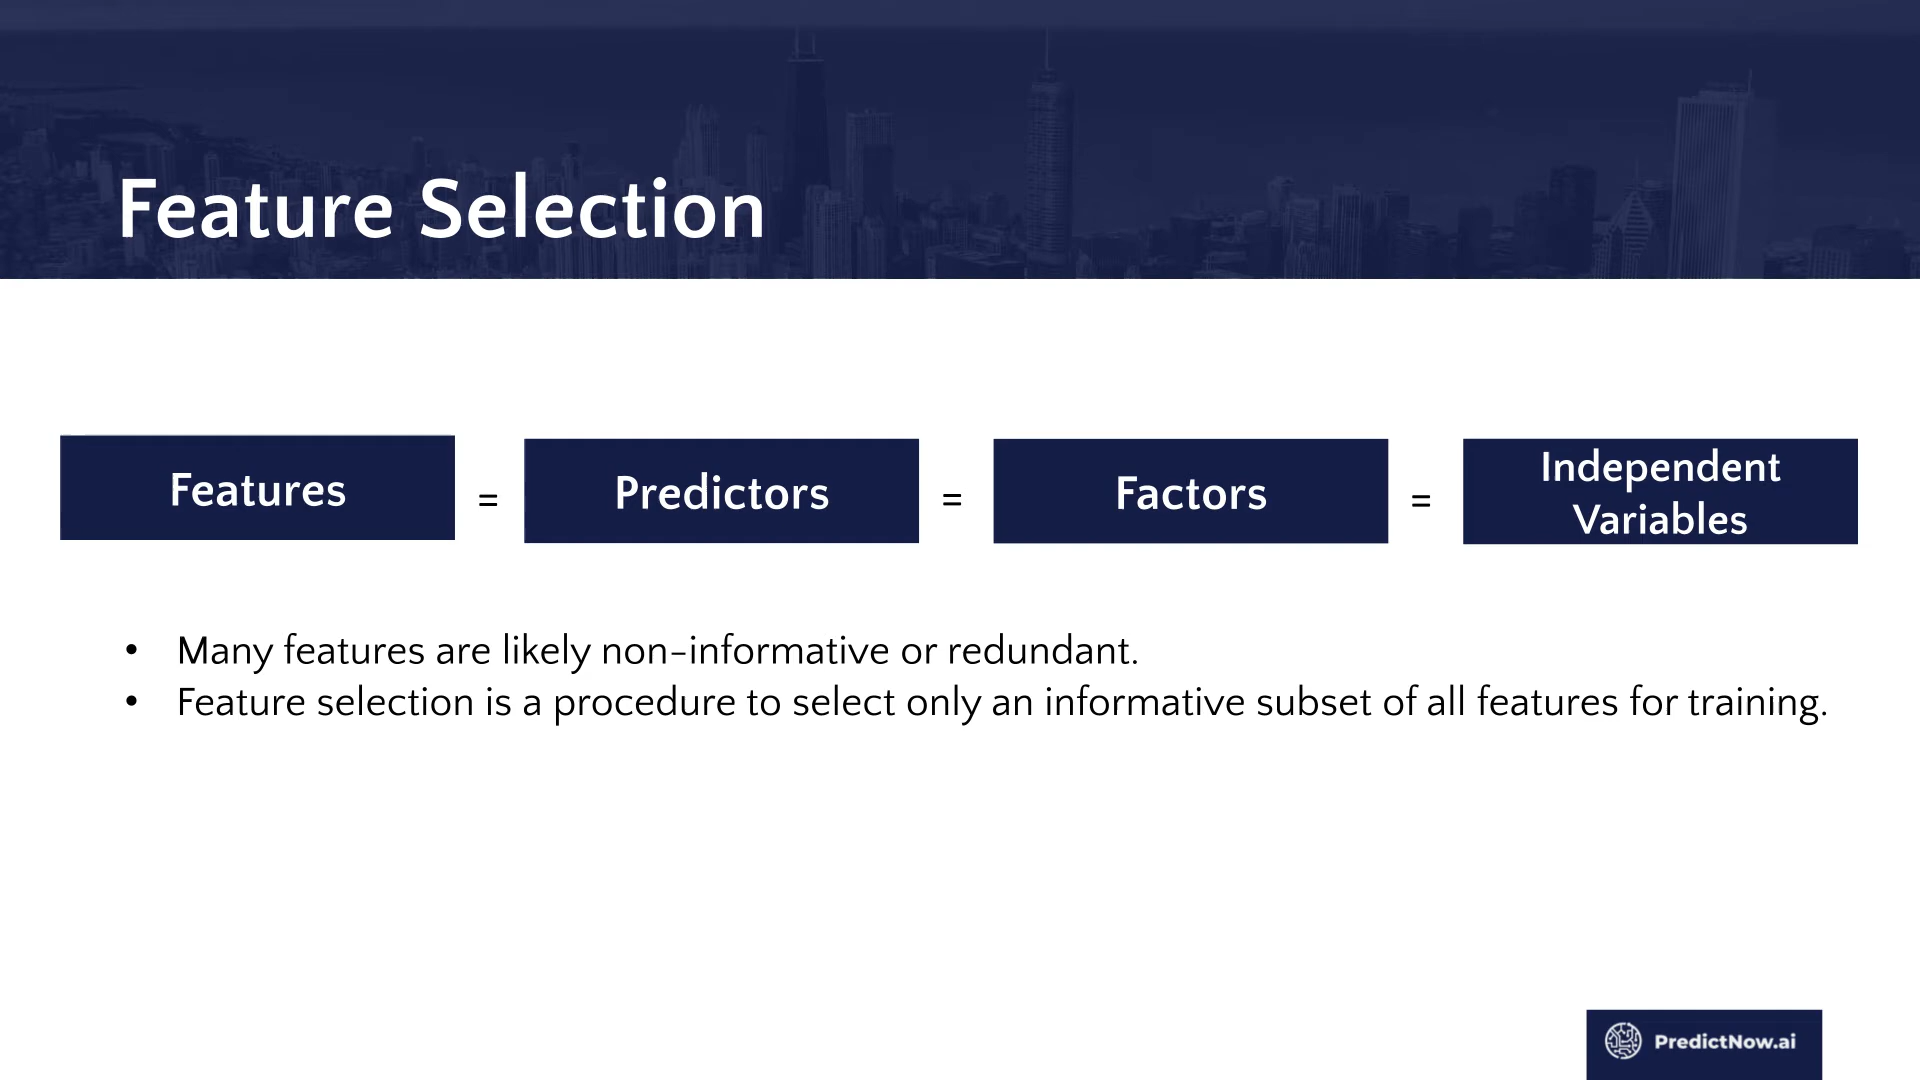 Feature Selection
Features = Predictors = Factors = Independent
Variables
• Many features are likely non-informative or redundant.
• Feature selection is a procedure to select only an informative subset of all features for training.
PredictNow.ai